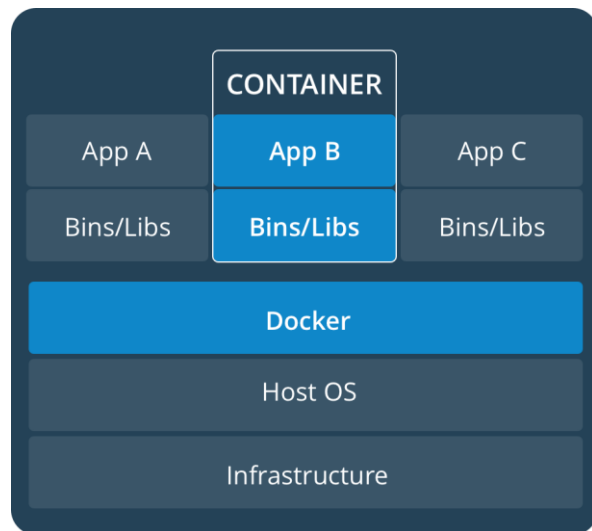 CONTAINER
App A App B App C
Bins/Libs Bins/Libs Bins/Libs
Docker
Host OS
Infrastructure